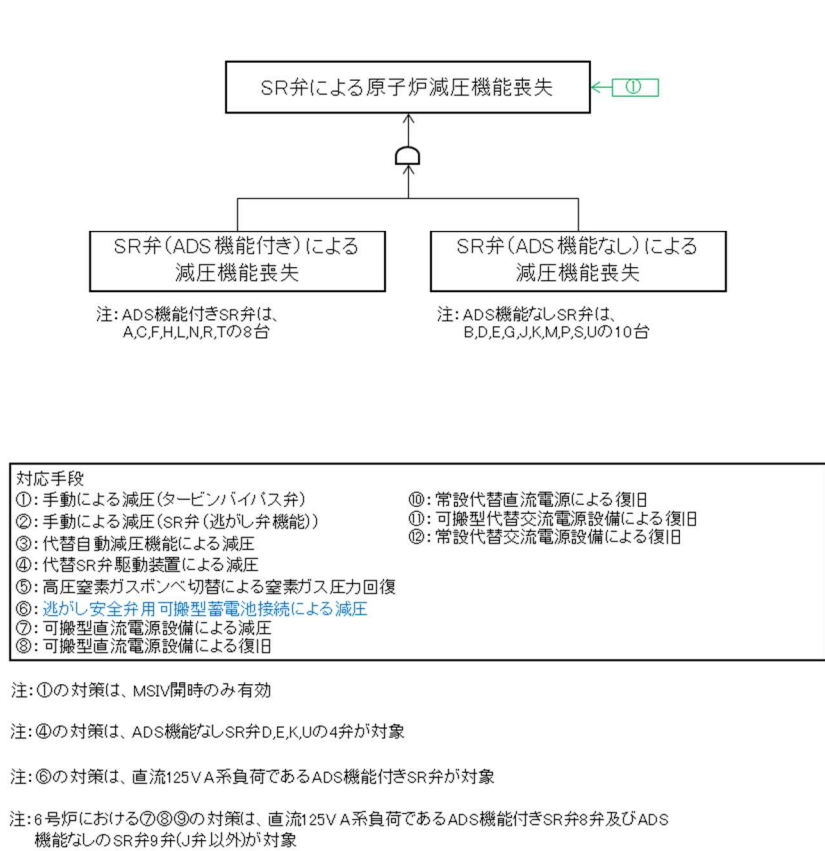 SR弁による原子炉減圧機能喪失
①
SR弁(ADS機能付き)による
減圧機能喪失
SR弁(ADS機能なし)による
減圧機能喪失
注:ADS機能付きSR弁は、
A,C,F,H,L,N,R,Tの8台
注:ADS機能なしSR弁は、
B,D,E,G,J,K,M,P,S,Uの10台
対応手段
①:手動による減圧(タービンバイパス弁)
②:手動による減圧(SR弁(逃がし弁機能))
③:代替自動減圧機能による減圧
④:代替SR弁駆動装置による減圧
⑤:高圧窒素ガスボンベ切替による窒素ガス圧力回復
⑥:逃がし安全弁用可搬型蓄電池接続による減圧
⑦:可搬型直流電源設備による減圧
⑧:可搬型直流電源設備による復旧
⑩:常設代替直流電源による復旧
⑪:可搬型代替交流電源設備による復旧
⑫:常設代替交流電源設備による復旧
注:①の対策は、MSIV開時のみ有効
注:④の対策は、ADS機能なしSR弁D,E,K,Uの4弁が対象
注:⑥の対策は、直流125V A系負荷であるADS機能付きSR弁が対象
注:6号炉における⑦⑧⑨の対策は、直流125V A系負荷であるADS機能付きSR弁8弁及びADS
機能なしのSR弁9弁(J弁以外)が対象